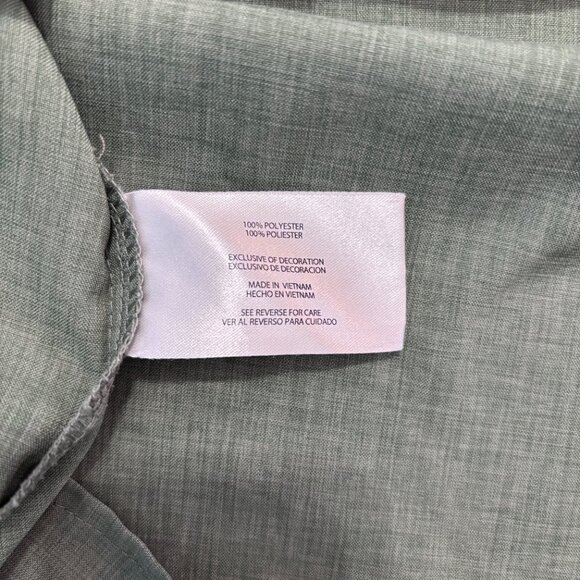 100% POLYESTER
100% POLIESTER
EXCLUSIVE OF DECORATION
EXCLUSIVO DE DECORACION
MADE IN VIETNAM
HECHO EN VIETNAM
SEE REVERSE FOR CARE
VER AL REVERSO PARA CUIDADO